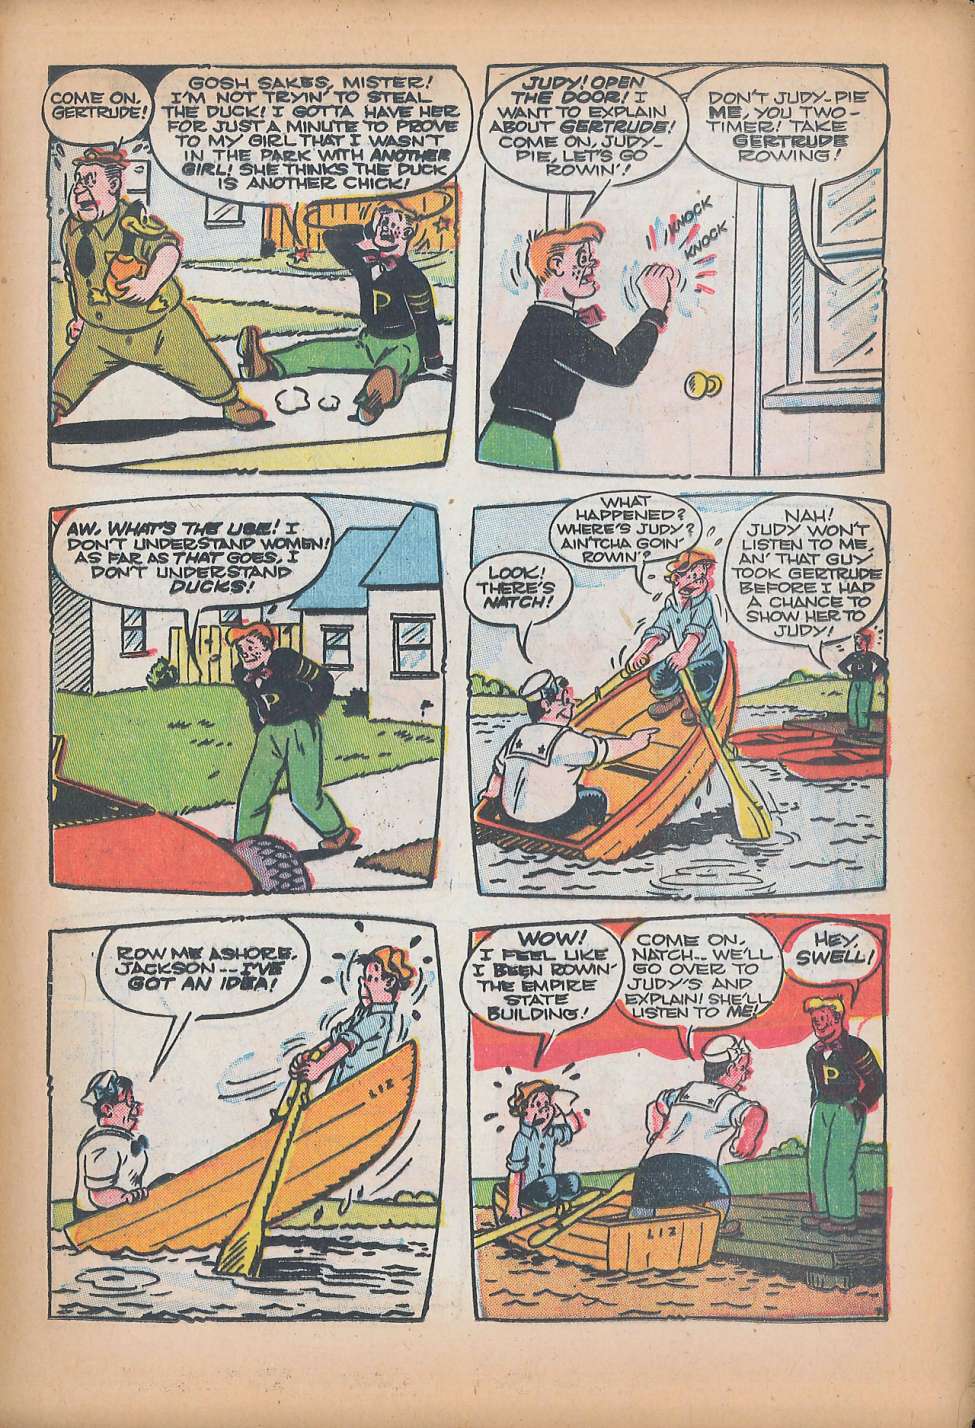 COME ON,
GERTRUDE!
GOSH SAKES, MISTER!
I'M NOT TRYIN' TO STEAL
THE DUCK! I GOTTA HAVE HER
FOR JUST A MINUTE TO PROVE
TO MY GIRL THAT I WASN'T
IN THE PARK WITH ANOTHER
GIRL! SHE THINKS THE DUCK
IS ANOTHER CHICK!
P
JUDY! OPEN
THE DOOR! I
WANT TO EXPLAIN
ABOUT GERTRUDE!
COME ON, JUDY-
PIE, LET'S GO
ROWIN'!
DON'T JUDY-PIE
ME, YOU TWO-
TIMER! TAKE
GERTRUDE
ROWING!
KNOCK
KNOCK
AW, WHAT'S THE USE! I
DON'T UNDERSTAND WOMEN!
AS FAR AS THAT GOES, I
DON'T UNDERSTAND
DUCKS!
P
LOOK!
THERE'S
NATCH!
WHAT
HAPPENED?
WHERE'S JUDY?
AIN'TCHA GOIN'
ROWIN'?
NAH!
JUDY WON'T
LISTEN TO ME,
AN' THAT GUY
TOOK GERTRUDE
BEFORE I HAD
A CHANCE TO
SHOW HER TO
JUDY!
ROW ME ASHORE,
JACKSON-- I'VE
GOT AN IDEA!
LIZ
WOW!
I FEEL LIKE
I BEEN ROWIN'
THE EMPIRE
STATE
BUILDING!
COME ON,
NATCH-- WE'LL
GO OVER TO
JUDY'S AND
EXPLAIN! SHE'LL
LISTEN TO ME!
HEY,
SWELL!
P
LIZ